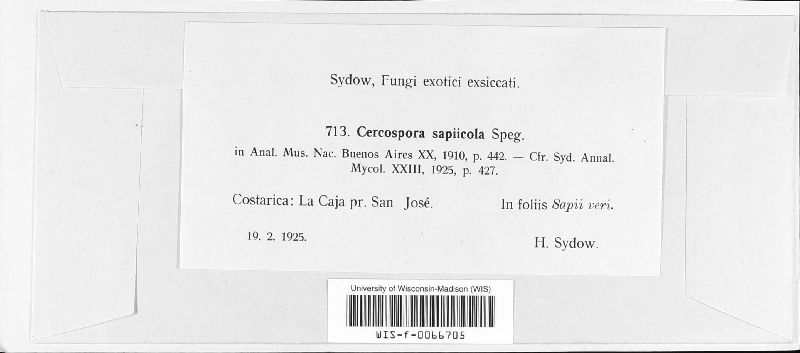 Sydow, Fungi exotici exsiccati.
713. Cercospora sapiicola Speg.
in Anal. Mus. Nac. Buenos Aires XX, 1910, p. 442. — Cfr. Syd. Annal.
Mycol. XXIII, 1925, p. 427.
Costarica: La Caja pr. San José. In foliis Sapii veri.
19. 2. 1925. H. Sydow.
University of Wisconsin-Madison (WIS)
WIS-f-0066705